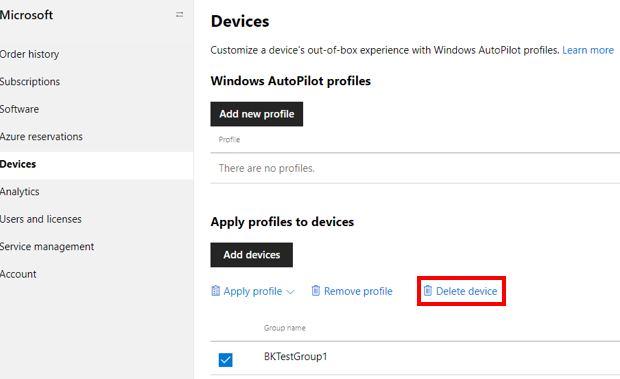 Microsoft
Order history
Subscriptions
Software
Azure reservations
Devices
Analytics
Users and licenses
Service management
Account
Devices
Customize a device's out-of-box experience with Windows AutoPilot profiles. Learn more
Windows AutoPilot profiles
Add new profile
Profile
There are no profiles.
Apply profiles to devices
Add devices
Apply profile Remove profile Delete device
Group name
BKTestGroup1